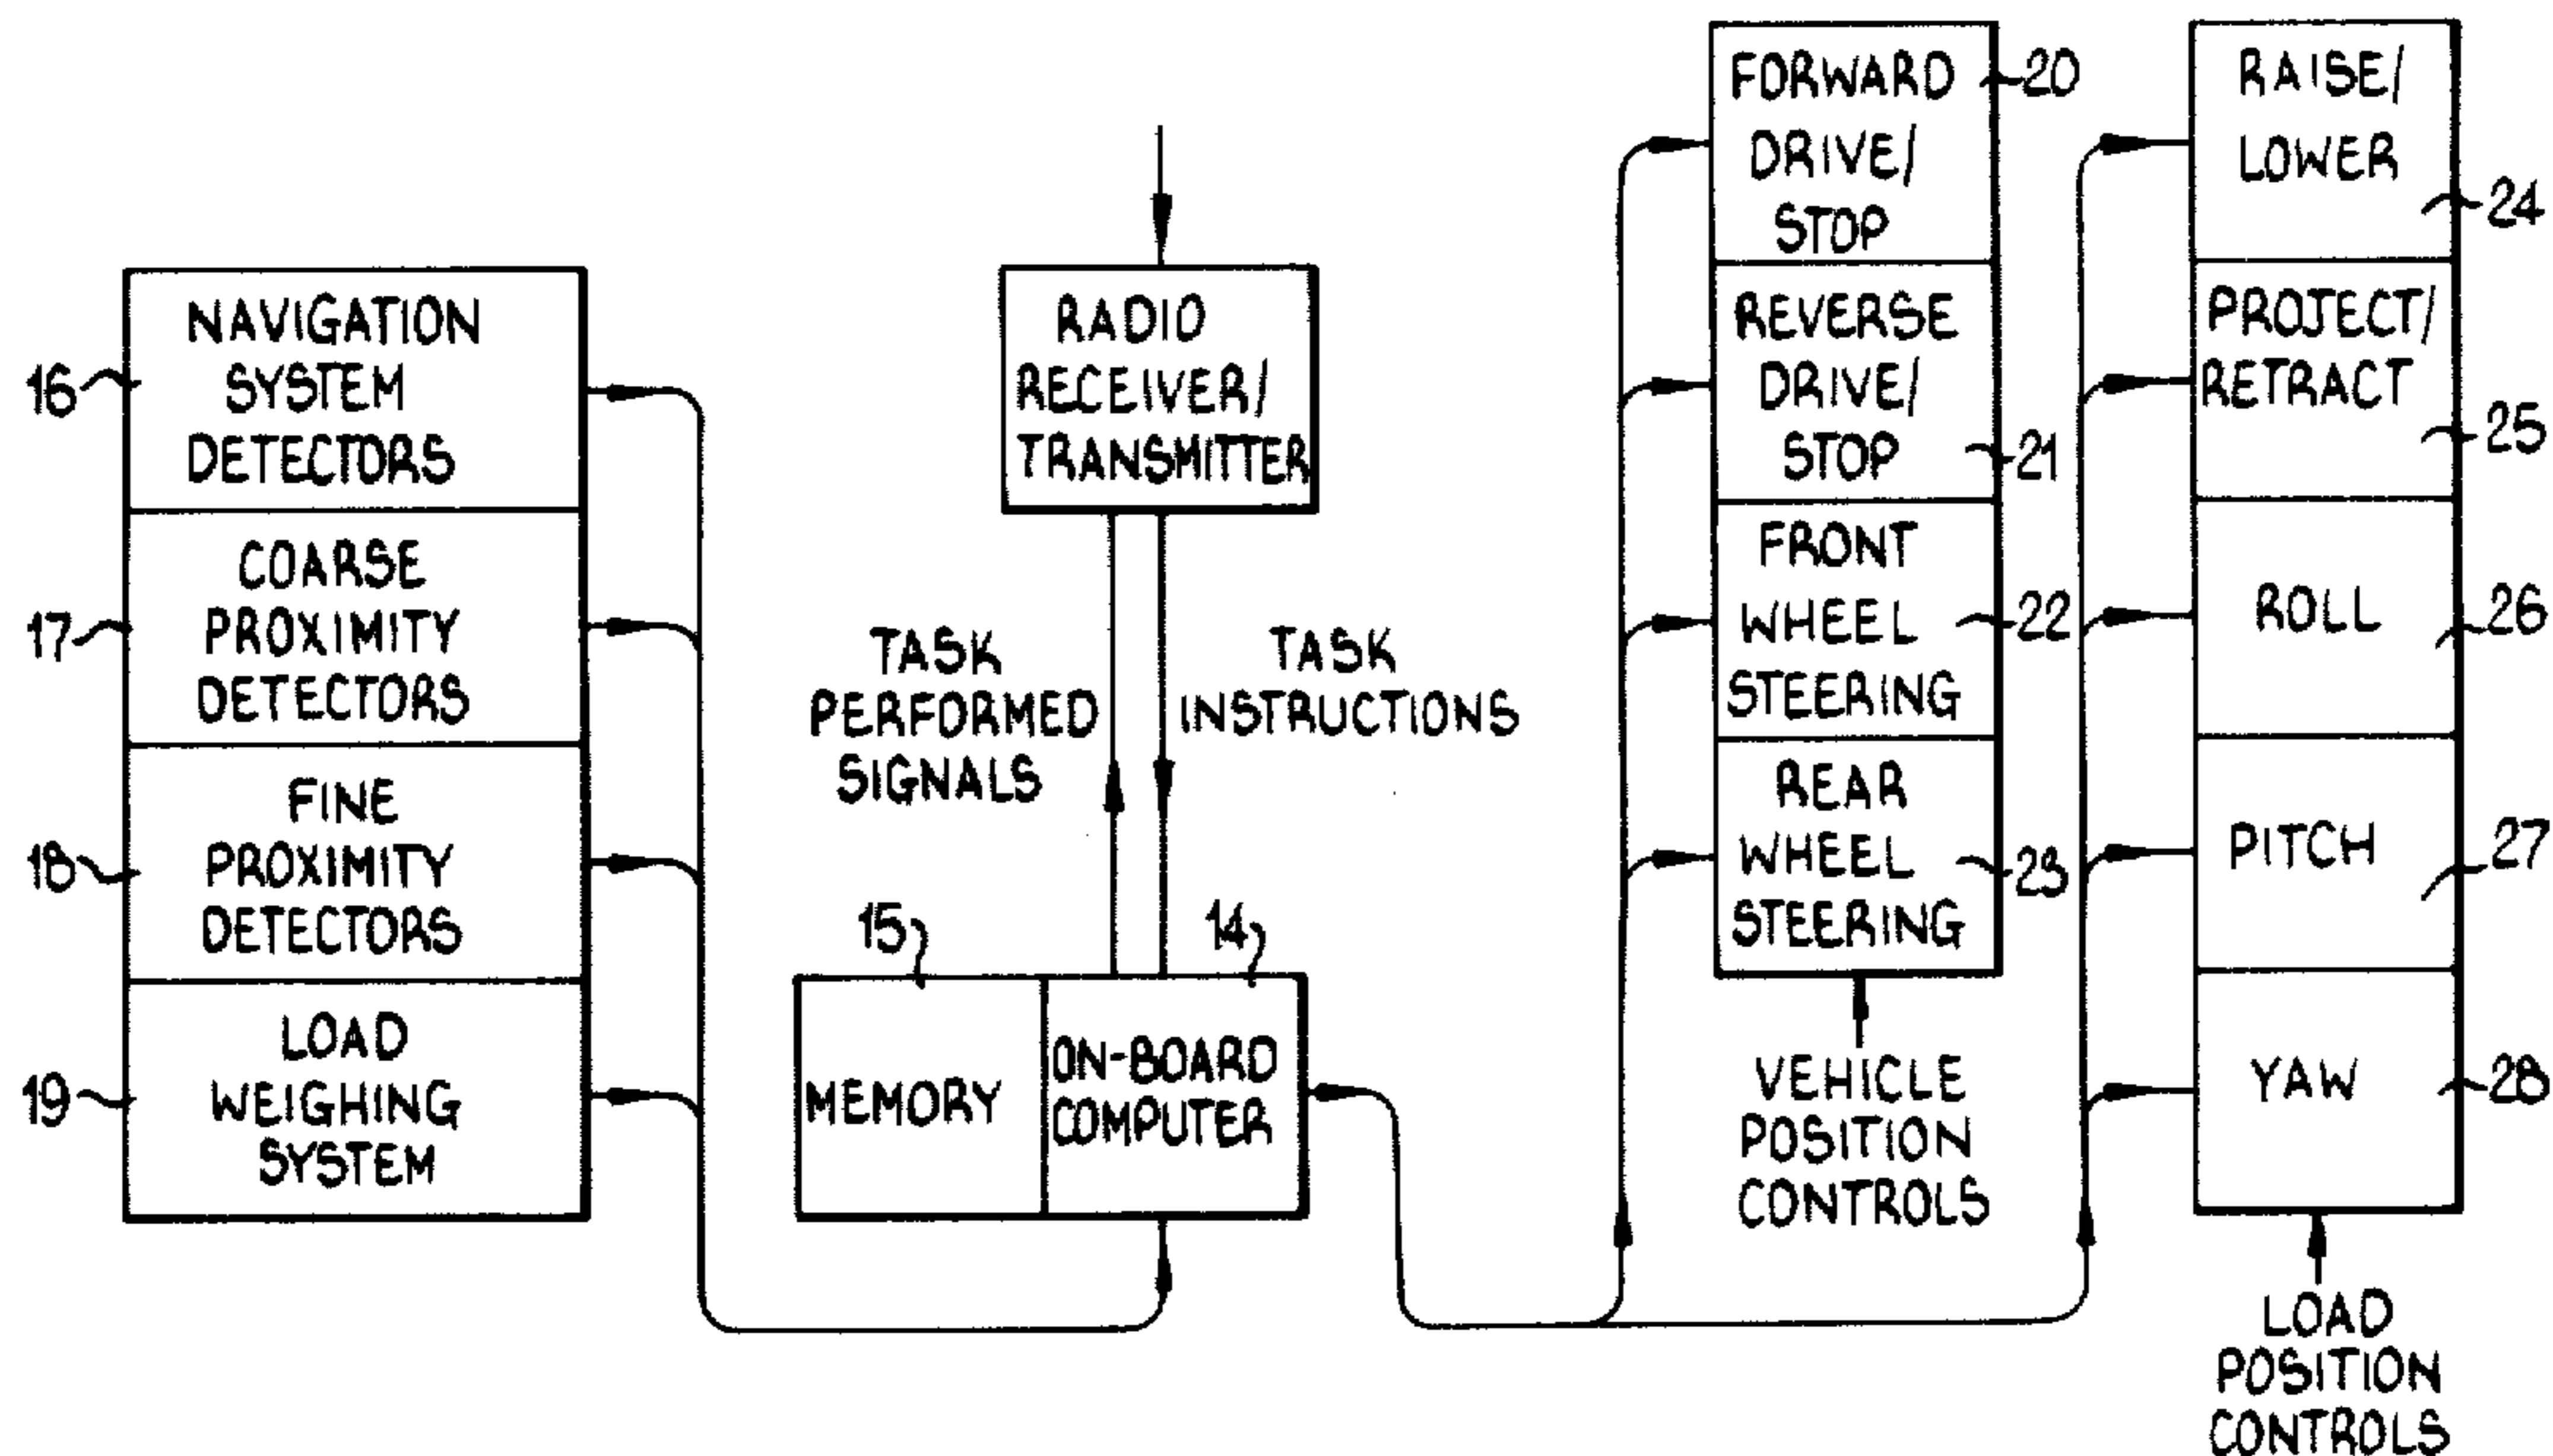 16
NAVIGATION
SYSTEM
DETECTORS
17
COARSE
PROXIMITY
DETECTORS
18
FINE
PROXIMITY
DETECTORS
19
LOAD
WEIGHING
SYSTEM
RADIO
RECEIVER/
TRANSMITTER
TASK
PERFORMED
SIGNALS
TASK
INSTRUCTIONS
15
14
MEMORY
ON-BOARD
COMPUTER
FORWARD
DRIVE/
STOP
20
REVERSE
DRIVE/
STOP
21
FRONT
WHEEL
STEERING
22
REAR
WHEEL
STEERING
23
VEHICLE
POSITION
CONTROLS
RAISE/
LOWER
24
PROJECT/
RETRACT
25
ROLL
26
PITCH
27
YAW
28
LOAD
POSITION
CONTROLS